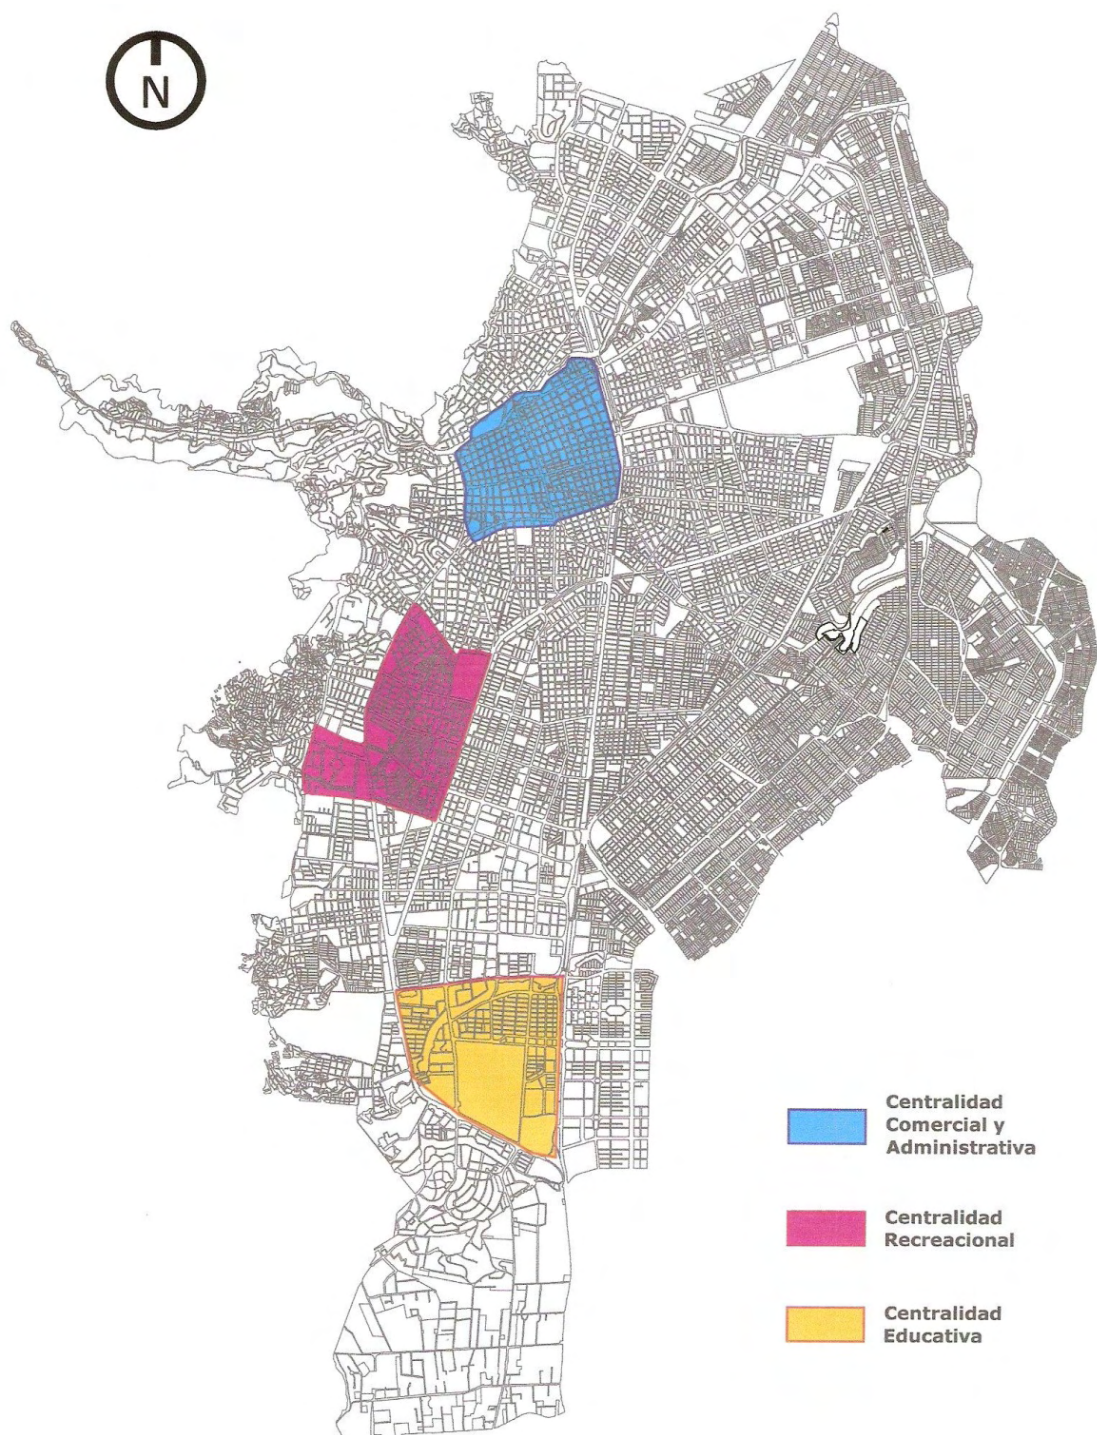 N
Centralidad
Comercial y
Administrativa
Centralidad
Recreacional
Centralidad
Educativa